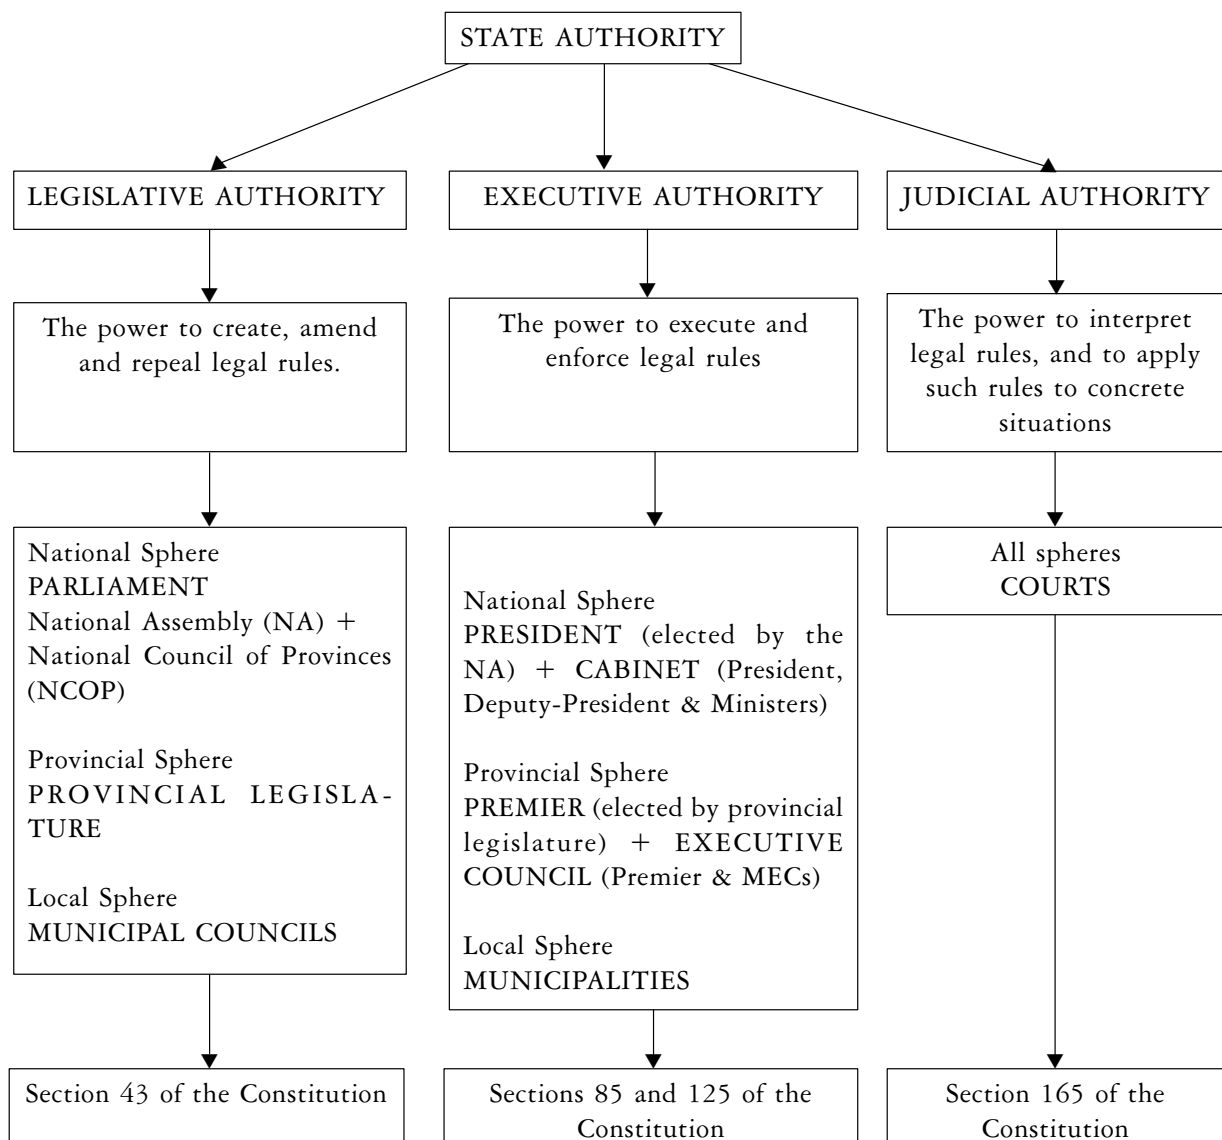 STATE AUTHORITY
LEGISLATIVE AUTHORITY
EXECUTIVE AUTHORITY
JUDICIAL AUTHORITY
The power to create, amend
and repeal legal rules.
The power to execute and
enforce legal rules
The power to interpret
legal rules, and to apply
such rules to concrete
situations
National Sphere
PARLIAMENT
National Assembly (NA) +
National Council of Provinces
(NCOP)
Provincial Sphere
PROVINCIAL LEGISLA-
TURE
Local Sphere
MUNICIPAL COUNCILS
National Sphere
PRESIDENT (elected by the
NA) + CABINET (President,
Deputy-President & Ministers)
Provincial Sphere
PREMIER (elected by provincial
legislature) + EXECUTIVE
COUNCIL (Premier & MECs)
Local Sphere
MUNICIPALITIES
All spheres
COURTS
Section 43 of the Constitution
Sections 85 and 125 of the
Constitution
Section 165 of the
Constitution